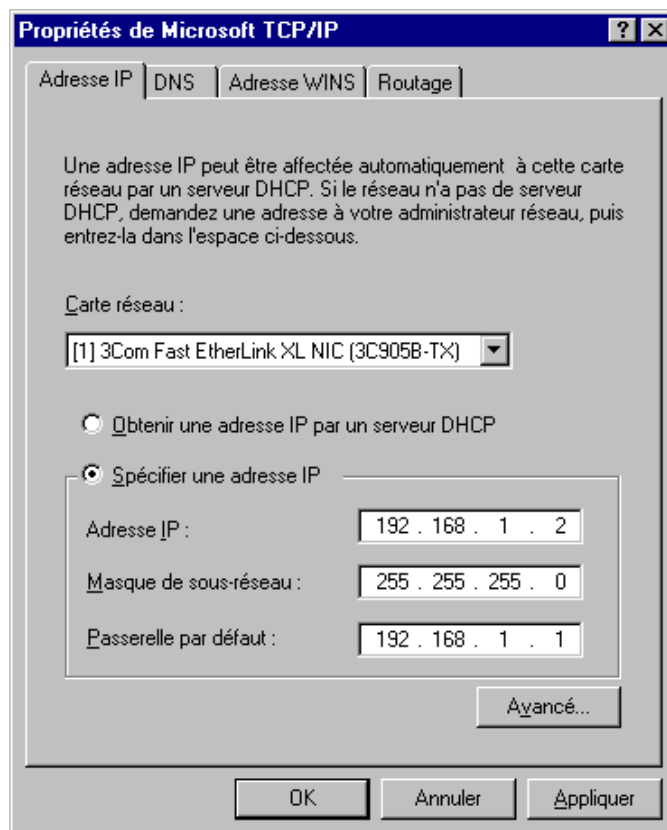 Propriétés de Microsoft TCP/IP
Adresse IP DNS Adresse WINS Routage
Une adresse IP peut être affectée automatiquement à cette carte
réseau par un serveur DHCP. Si le réseau n'a pas de serveur
DHCP, demandez une adresse à votre administrateur réseau, puis
entrez-la dans l'espace ci-dessous.
Carte réseau :
[1] 3Com Fast EtherLink XL NIC (3C905B-TX)
Obtenir une adresse IP par un serveur DHCP
Spécifier une adresse IP
Adresse IP : 192 . 168 . 1 . 2
Masque de sous-réseau : 255 . 255 . 255 . 0
Passerelle par défaut : 192 . 168 . 1 . 1
Avancé...
OK Annuler Appliquer